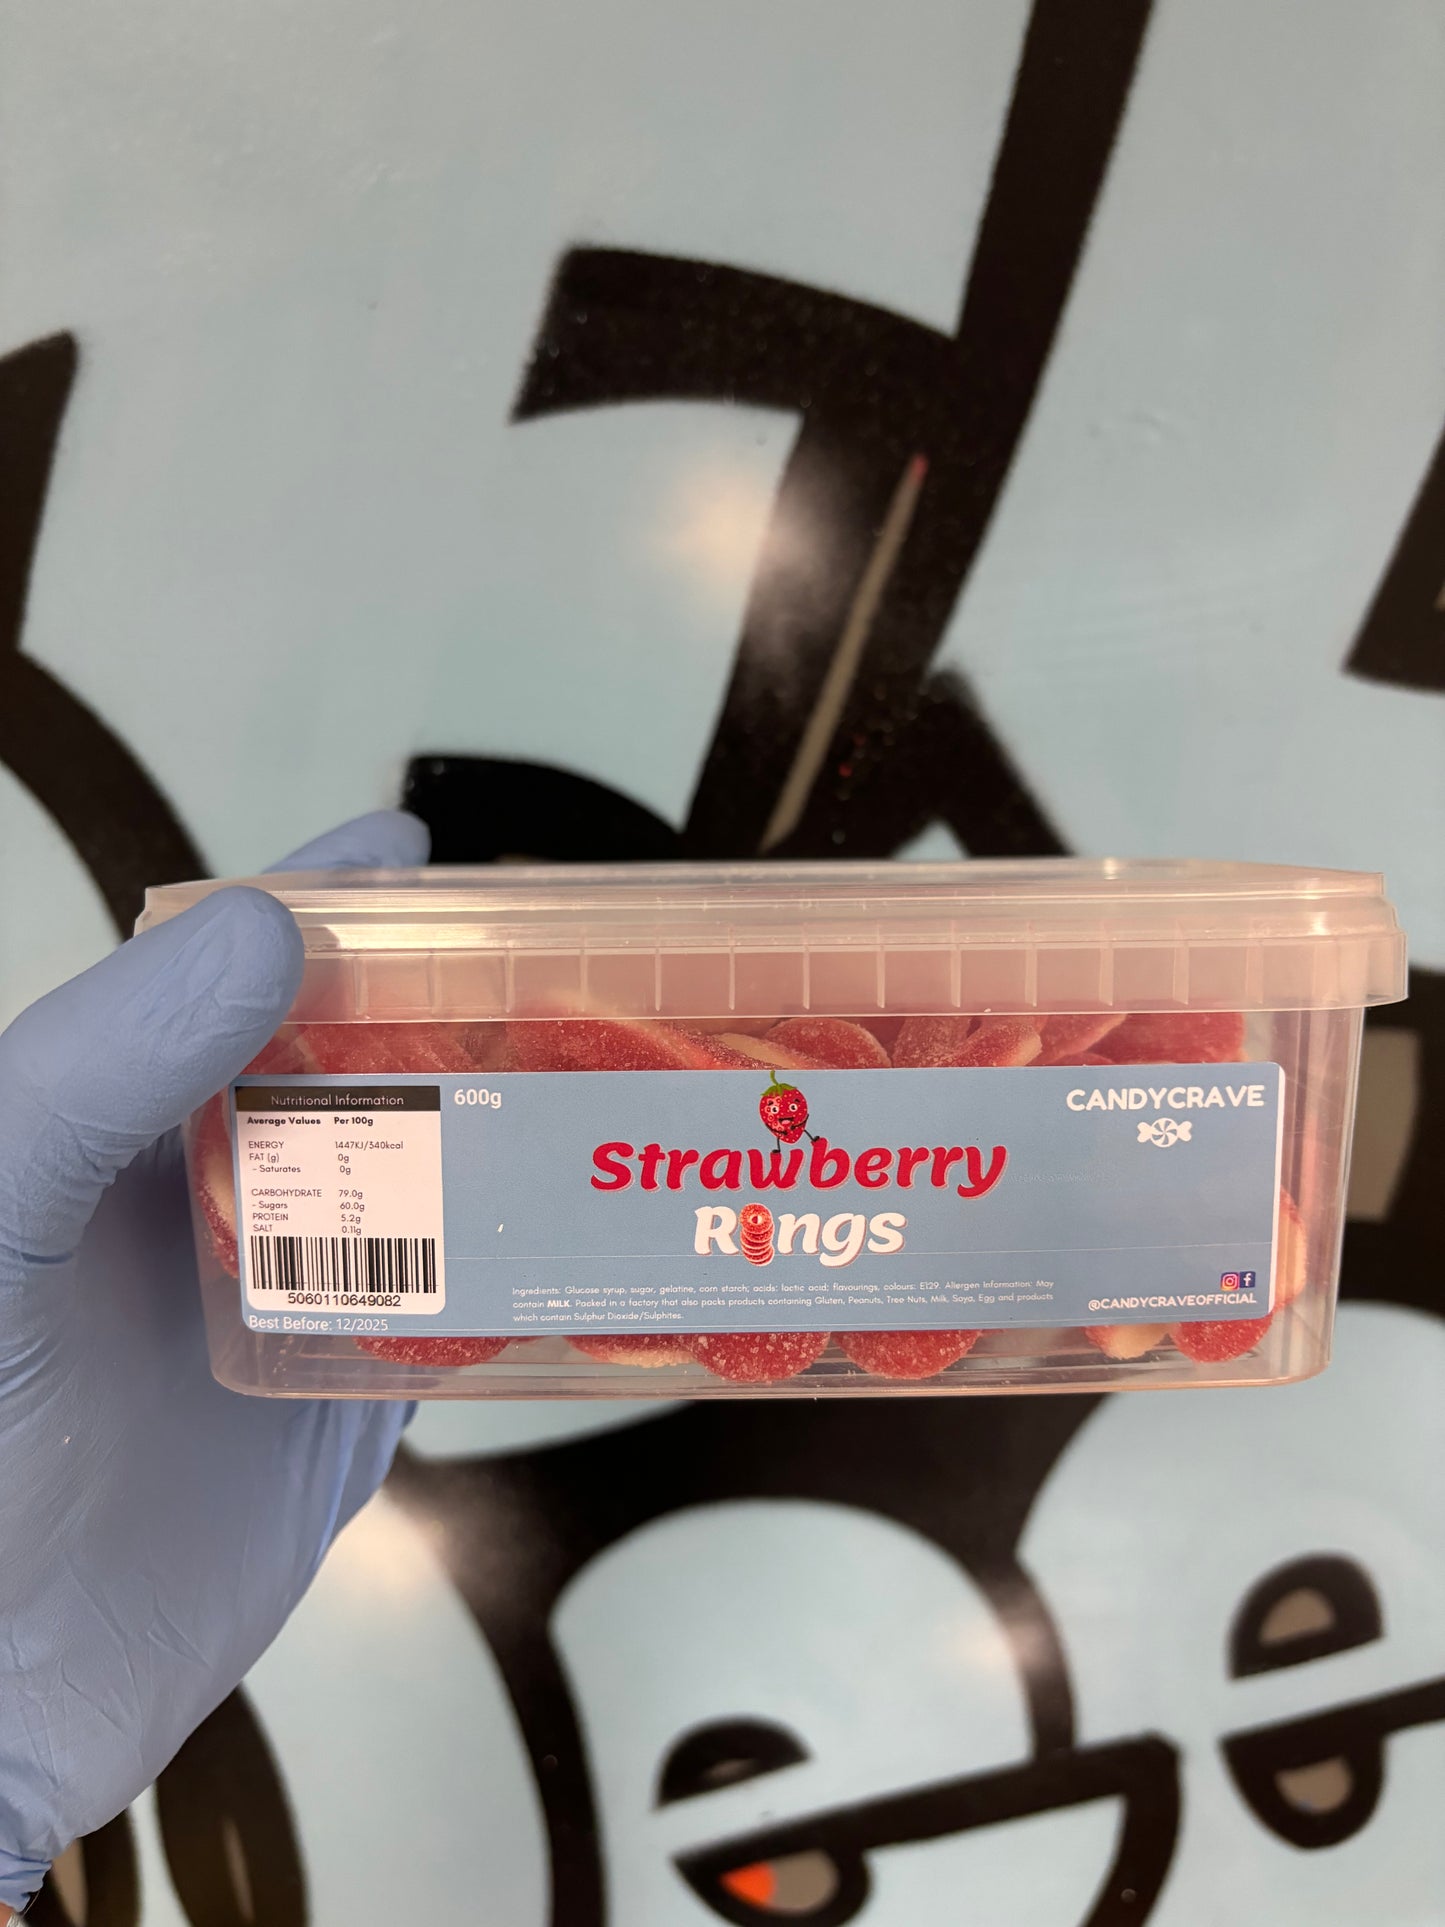 Nutritional Information
Average Values Per 100g
ENERGY 1447KJ/340kcal
FAT (g) 0g
- Saturates 0g
CARBOHYDRATE 79.0g
- Sugars 60.0g
PROTEIN 5.2g
SALT 0.11g
5060110649082
Best Before: 12/2025
600g
Strawberry
Rings
Ingredients: Glucose syrup, sugar, gelatine, corn starch; acids: lactic acid; flavourings, colours: E129. Allergen Information: May
contain MILK. Packed in a factory that also packs products containing Gluten, Peanuts, Tree Nuts, Milk, Soya, Egg and products
which contain Sulphur Dioxide/Sulphites.
CANDYCRAVE
@CANDYCRAVEOFFICIAL